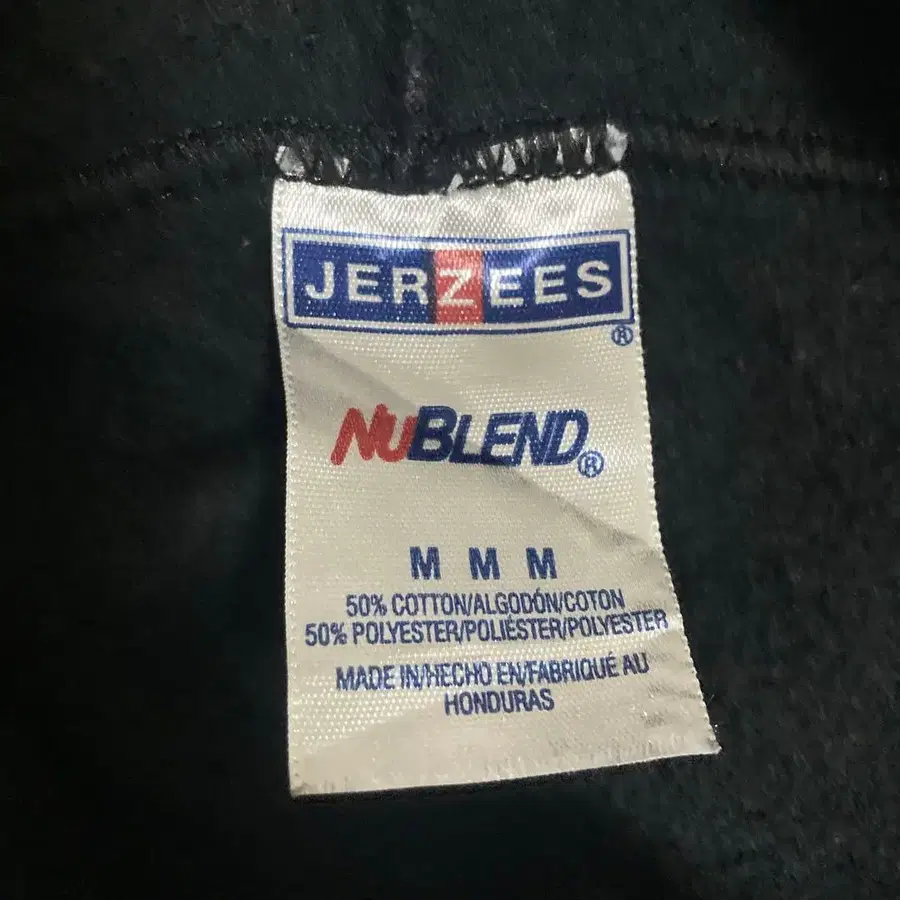 JERZEES®
NUBLEND®
M M M
50% COTTON/ALGODÓN/COTON
50% POLYESTER/POLIÉSTER/POLYESTER
MADE IN/HECHO EN/FABRIQUÉ AU
HONDURAS